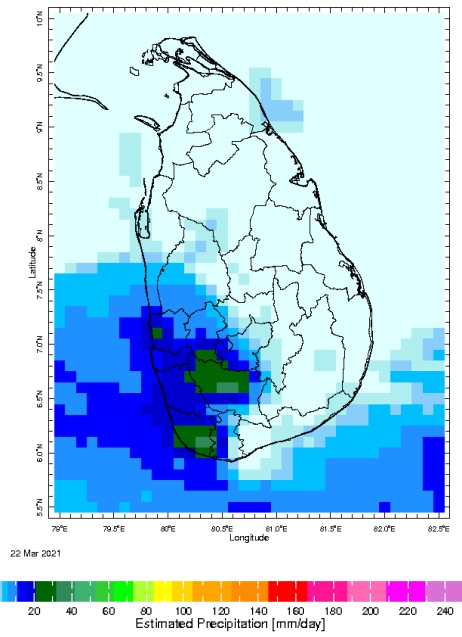 10°N
9.5°N
9°N
8.5°N
8°N
7.5°N
7.0°N
6.5°N
6.0°N
5.5°N
Latitude
79°E 79.5°E 80°E 80.5°E 81.0°E 81.5°E 82.0°E 82.5°E
Longitude
22 Mar 2021
20 40 60 80 100 120 140 160 180 200 220 240
Estimated Precipitation [mm/day]